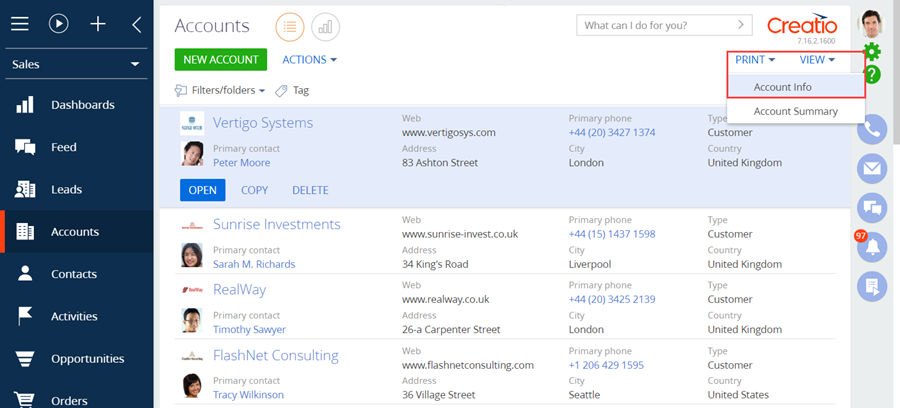 Accounts
What can I do for you?
Creatio
7.16.2.1600
Sales
NEW ACCOUNT ACTIONS
PRINT VIEW
Account Info
Account Summary
Filters/folders Tag
Dashboards
Feed
Leads
Accounts
Contacts
Activities
Opportunities
Orders
Vertigo Systems
Web Primary phone Type
www.vertigosys.com +44 (20) 3427 1374 Customer
Primary contact Address City Country
Peter Moore 83 Ashton Street London United Kingdom
OPEN COPY DELETE
Sunrise Investments
Web Primary phone Type
www.sunrise-invest.co.uk +44 (15) 1437 1598 Customer
Primary contact Address City Country
Sarah M. Richards 34 King's Road Liverpool United Kingdom
RealWay
Web Primary phone Type
www.realway.co.uk +44 (20) 3425 2139 Customer
Primary contact Address City Country
Timothy Sawyer 26-a Carpenter Street London United Kingdom
FlashNet Consulting
Web Primary phone Type
www.flashnetconsulting.com +1 206 429 1595 Customer
Primary contact Address City Country
Tracy Wilkinson 36 Village Street Seattle United States
97